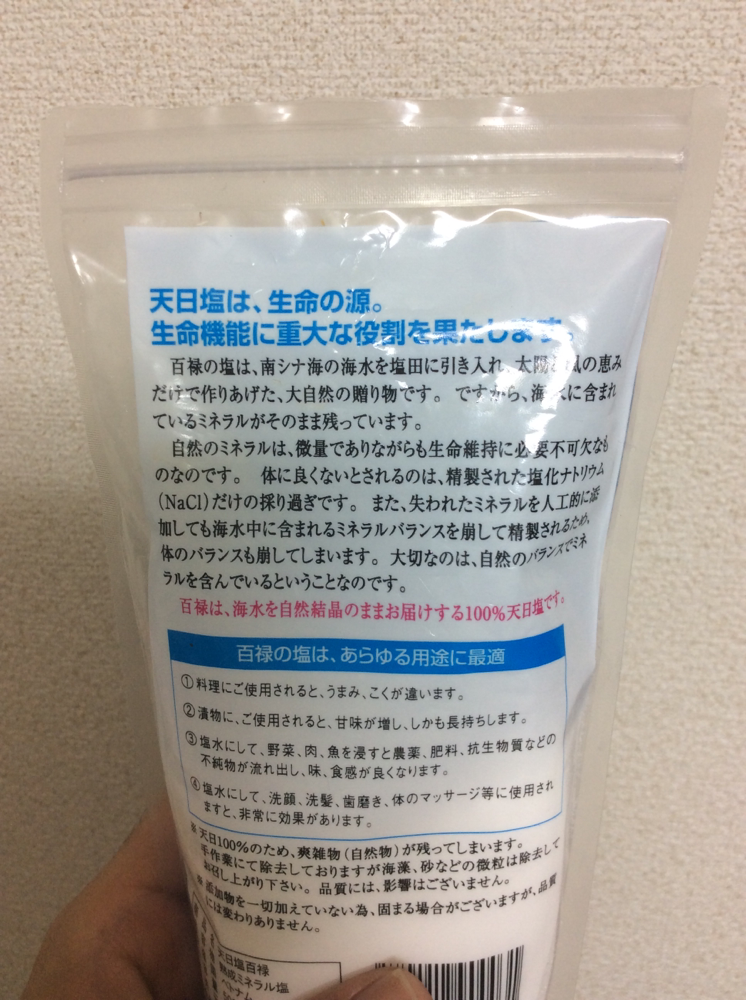 天日塩は、生命の源。
生命機能に重大な役割を果たします。
百禄の塩は、南シナ海の海水を塩田に引き入れ、太陽と風の恵み
だけで作りあげた、大自然の贈り物です。 ですから、海水に含まれ
ているミネラルがそのまま残っています。
自然のミネラルは、微量でありながらも生命維持に必要不可欠なも
のなのです。 体に良くないとされるのは、精製された塩化ナトリウム
(NaCl)だけの採り過ぎです。 また、失われたミネラルを人工的に添
加しても海水中に含まれるミネラルバランスを崩して精製されるため、
体のバランスも崩してしまいます。 大切なのは、自然のバランスでミネ
ラルを含んでいるということなのです。
百禄は、海水を自然結晶のままお届けする100%天日塩です。
百禄の塩は、あらゆる用途に最適
①料理にご使用されると、うまみ、こくが違います。
②漬物に、ご使用されると、甘味が増し、しかも長持ちします。
③塩水にして、野菜、肉、魚を浸すと農薬、肥料、抗生物質などの
不純物が流れ出し、味、食感が良くなります。
④塩水にして、洗顔、洗髪、歯磨き、体のマッサージ等に使用され
ますと、非常に効果があります。
※天日100%のため、爽雑物(自然物)が残ってしまいます。
手作業にて除去しておりますが海藻、砂などの微粒は除去して
お召し上がり下さい。品質には、影響はございません。
※添加物を一切加えていない為、固まる場合がございますが、品質
には変わりありません。
天日塩百禄
熟成ミネラル塩
ベトナム